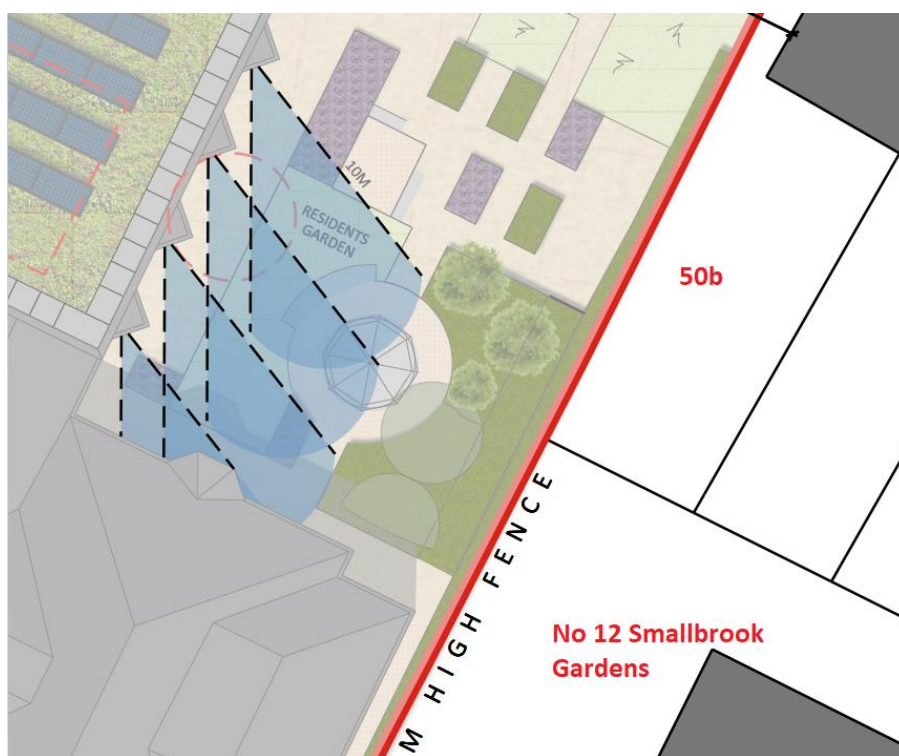 10M
RESIDENTS
GARDEN
50b
M HIGH FENCE
No 12 Smallbrook
Gardens